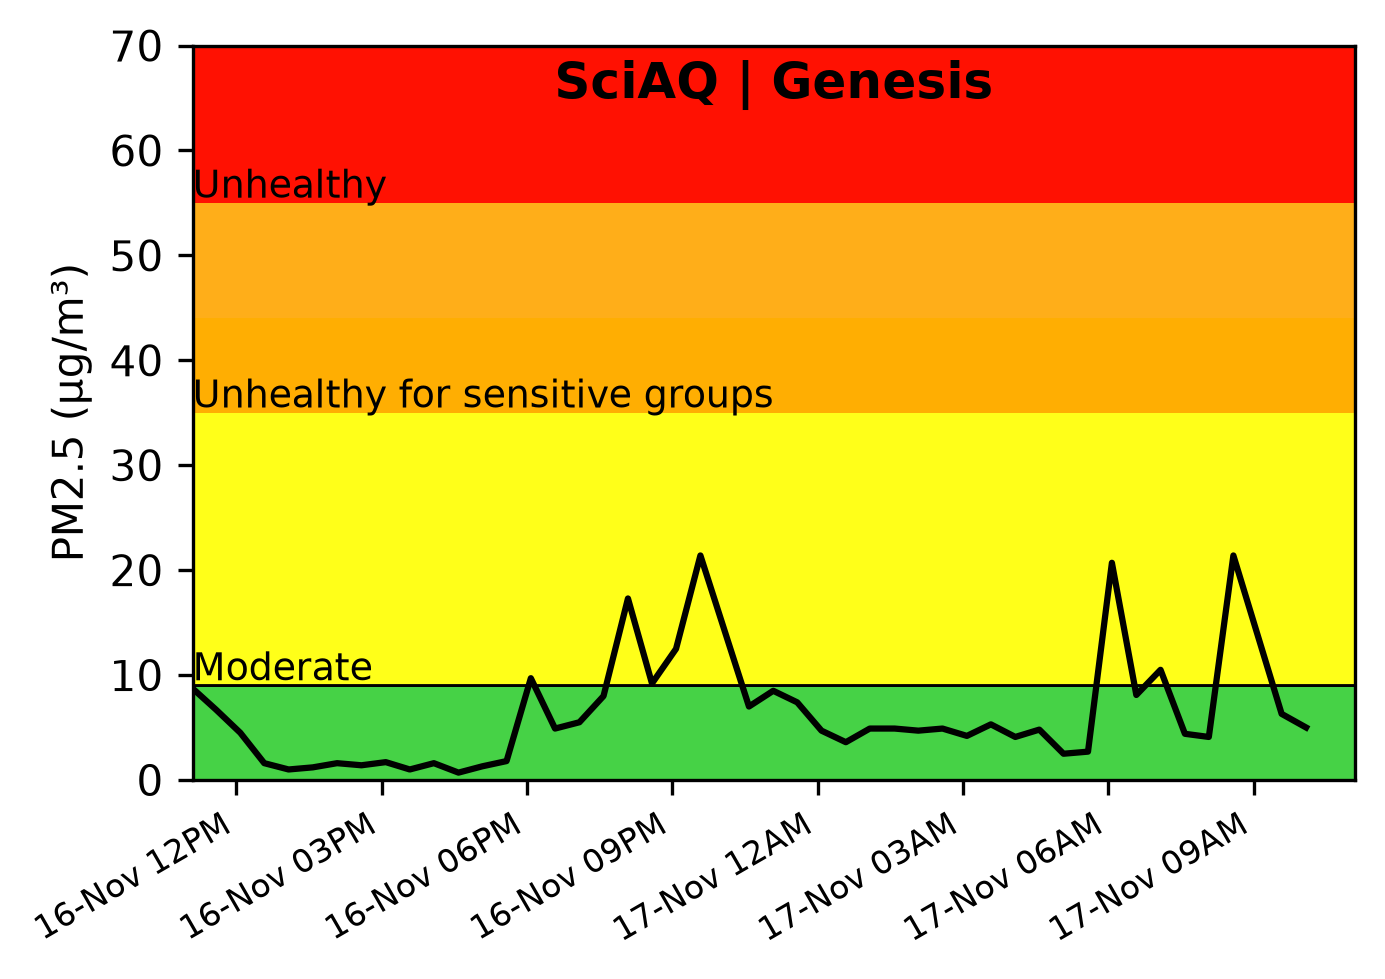 SciAQ | Genesis
PM2.5 (µg/m³)
70
60
50
40
30
20
10
0
Unhealthy
Unhealthy for sensitive groups
Moderate
16-Nov 12PM
16-Nov 03PM
16-Nov 06PM
16-Nov 09PM
17-Nov 12AM
17-Nov 03AM
17-Nov 06AM
17-Nov 09AM